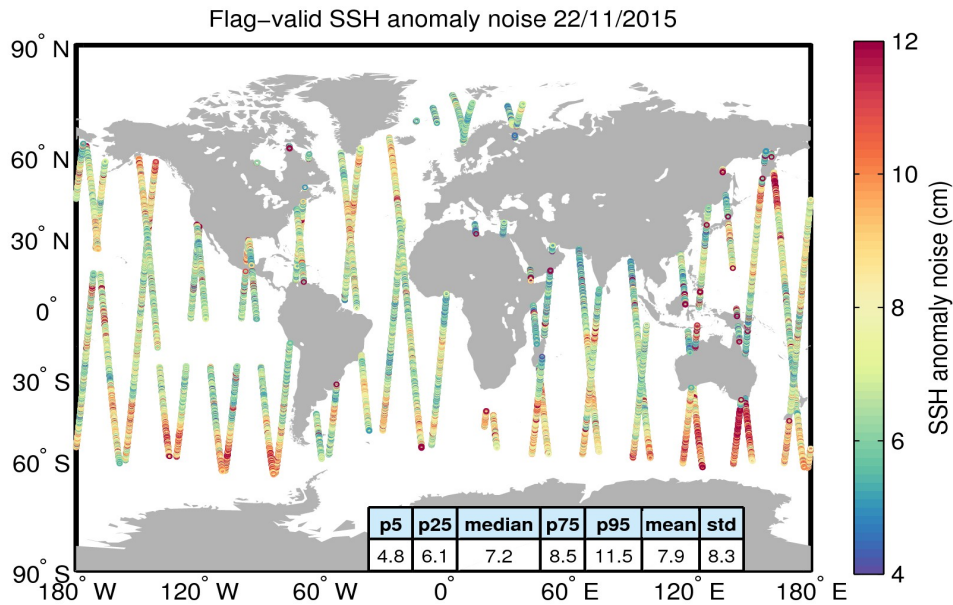 Flag−valid SSH anomaly noise 22/11/2015
90° N
60° N
30° N
0°
30° S
60° S
90° S
180° W
120° W
60° W
0°
60° E
120° E
180° E
p5 p25 median p75 p95 mean std
4.8 6.1 7.2 8.5 11.5 7.9 8.3
12
10
8
6
4
SSH anomaly noise (cm)